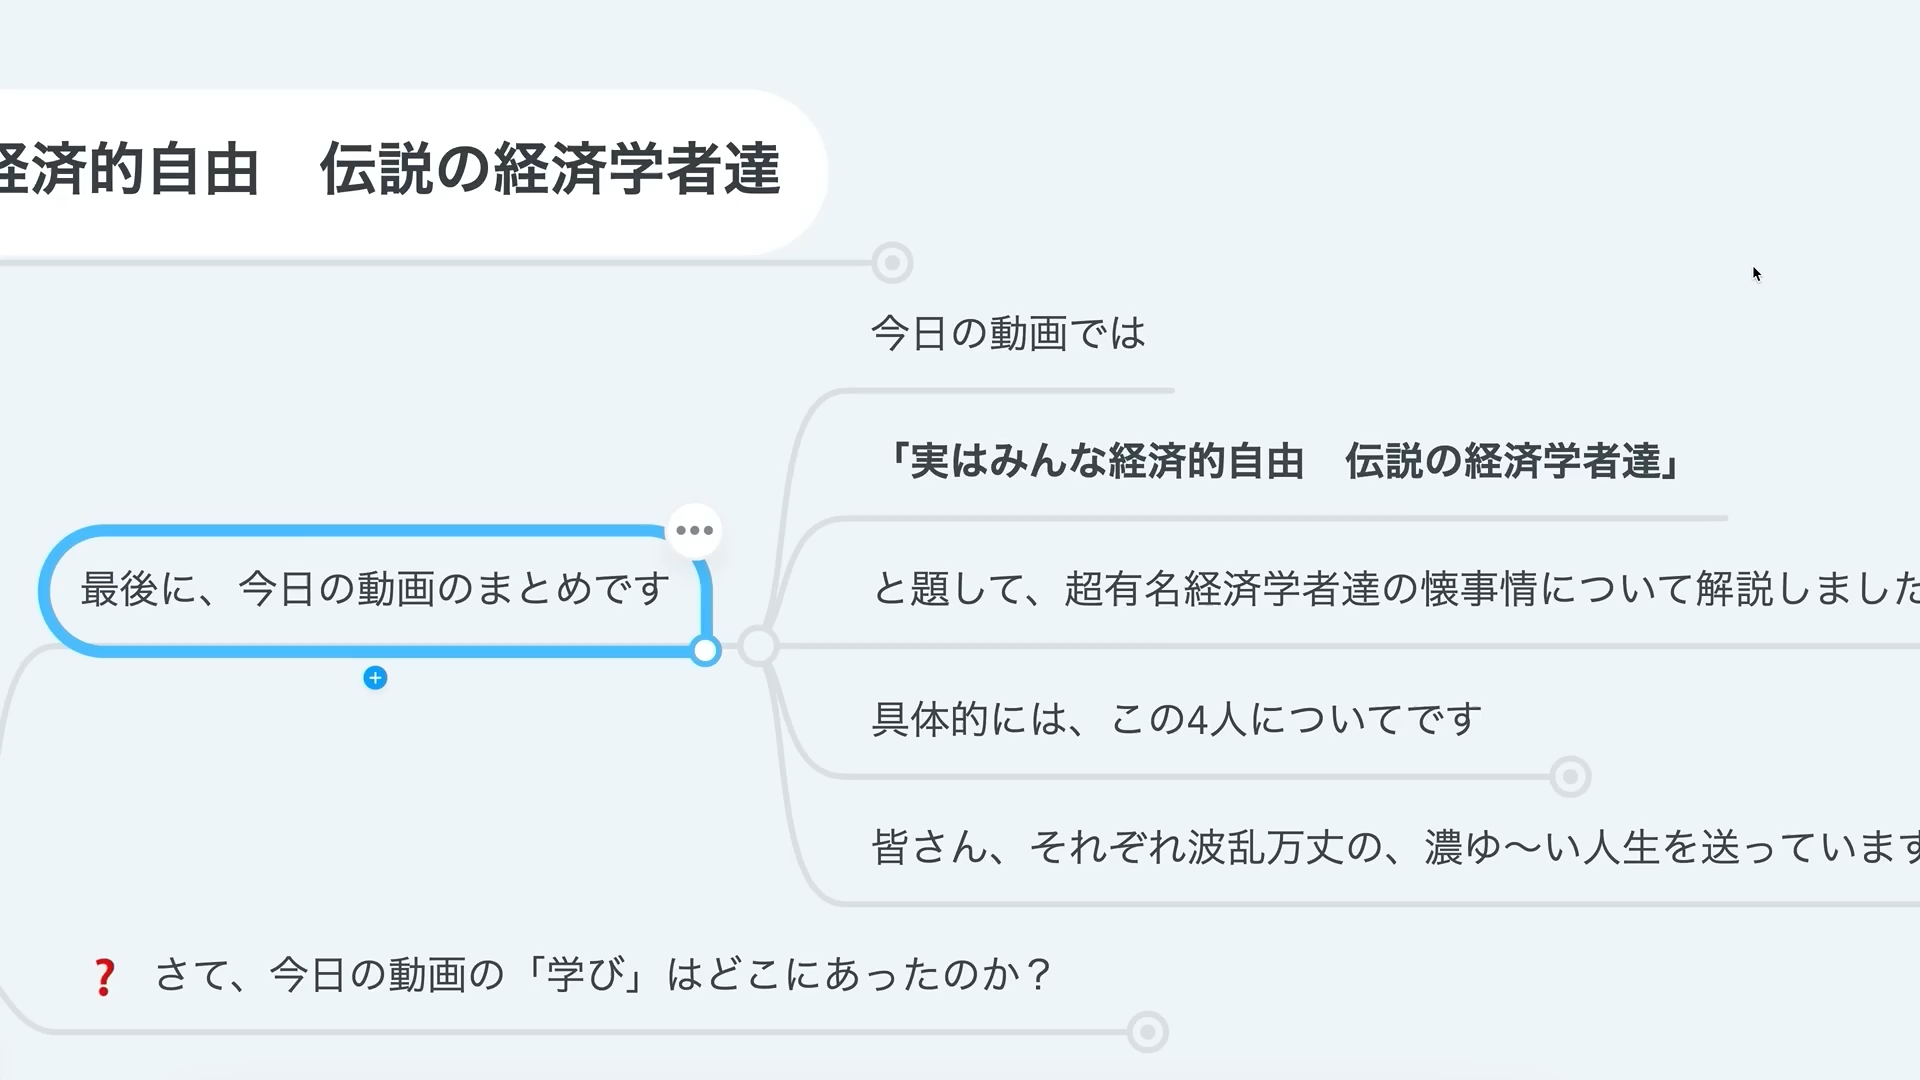 経済的自由　伝説の経済学者達
今日の動画では
「実はみんな経済的自由　伝説の経済学者達」
最後に、今日の動画のまとめです
と題して、超有名経済学者達の懐事情について解説しました
具体的には、この4人についてです
皆さん、それぞれ波乱万丈の、濃ゆ〜い人生を送っています
❓ さて、今日の動画の「学び」はどこにあったのか？